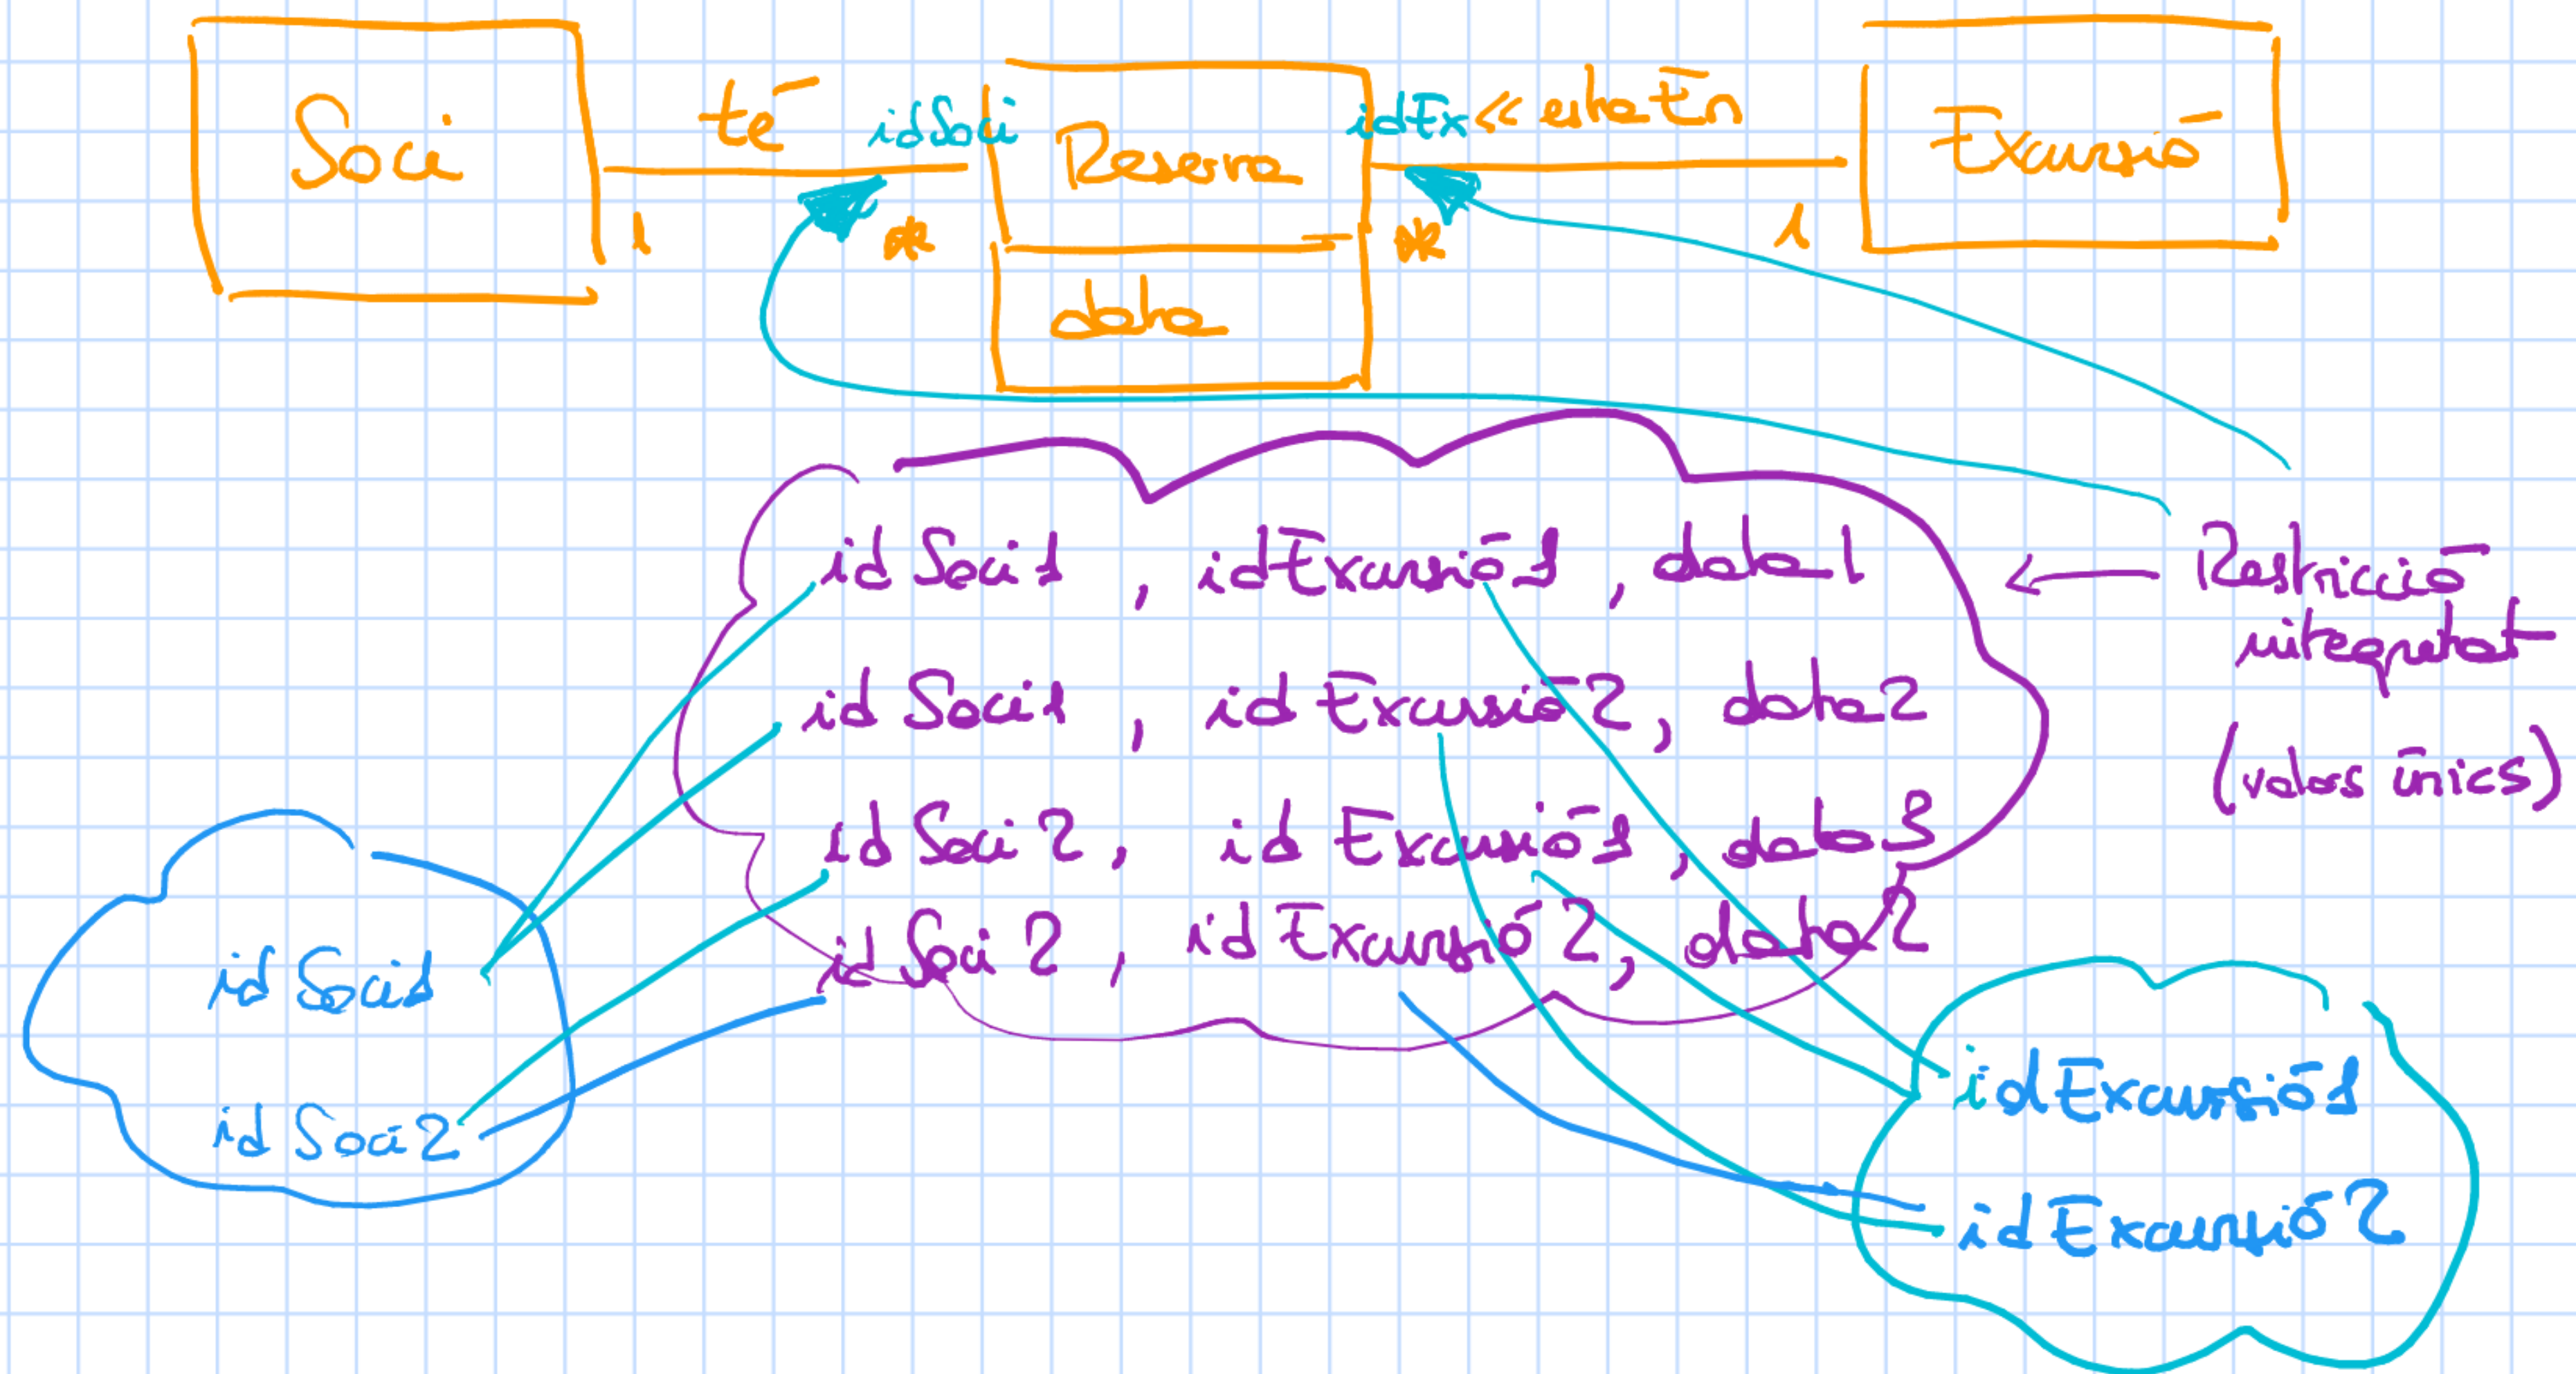 Soci
té
1
*
idSoci
Reserva
data
idEx
*
<< estaEn
1
Excursió
idSoci1, idExcursió1, data1
idSoci1, idExcursió2, data2
idSoci2, idExcursió1, data3
idSoci2, idExcursió2, data2
← Restricció
integritat
(valors únics)
idSoci1
idSoci2
idExcursió1
idExcursió2